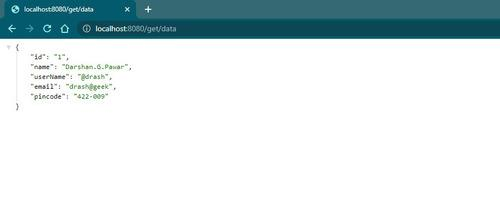 localhost:8080/get/data
localhost:8080/get/data
{
"id": "1",
"name": "Darshan.G.Pawar",
"userName": "@drash",
"email": "drash@geek",
"pincode": "422-009"
}